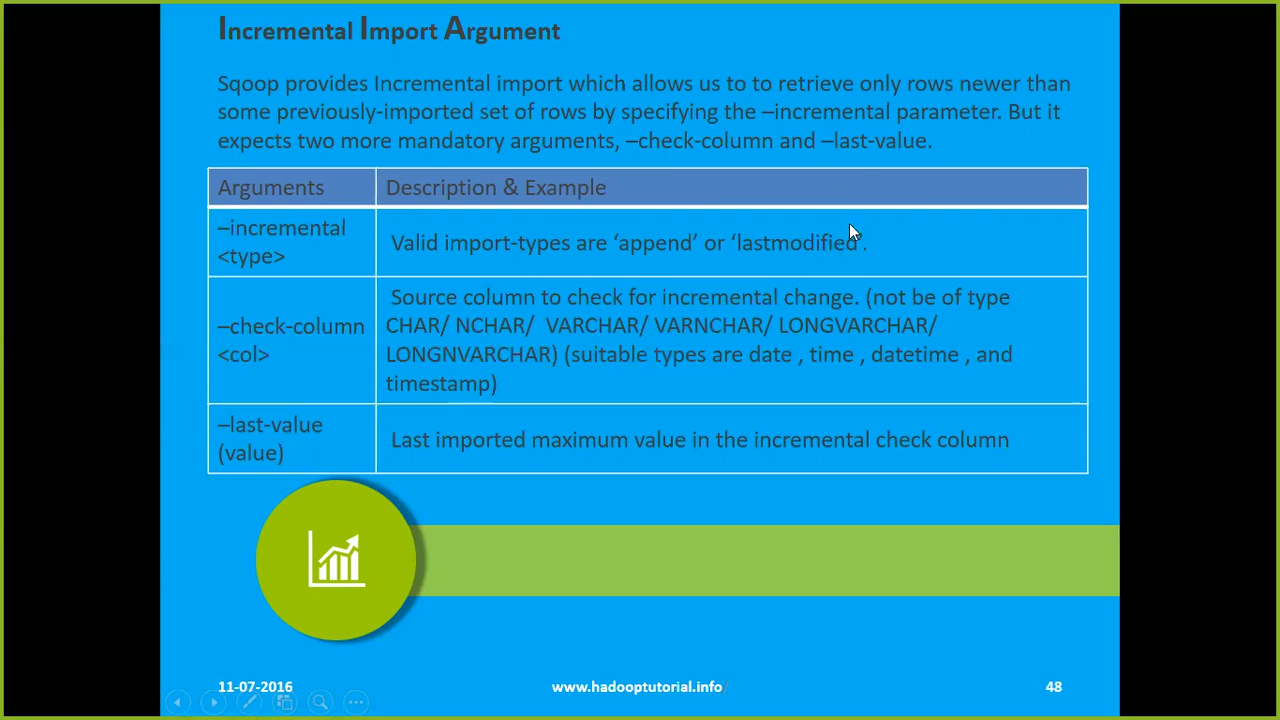 Incremental Import Argument
Sqoop provides Incremental import which allows us to to retrieve only rows newer than
some previously-imported set of rows by specifying the –incremental parameter. But it
expects two more mandatory arguments, –check-column and –last-value.
Arguments
Description & Example
–incremental
<type>
Valid import-types are ‘append’ or ‘lastmodified’.
–check-column
<col>
Source column to check for incremental change. (not be of type
CHAR/ NCHAR/ VARCHAR/ VARNCHAR/ LONGVARCHAR/
LONGNVARCHAR) (suitable types are date , time , datetime , and
timestamp)
–last-value
(value)
Last imported maximum value in the incremental check column
11-07-2016
www.hadooptutorial.info/
48